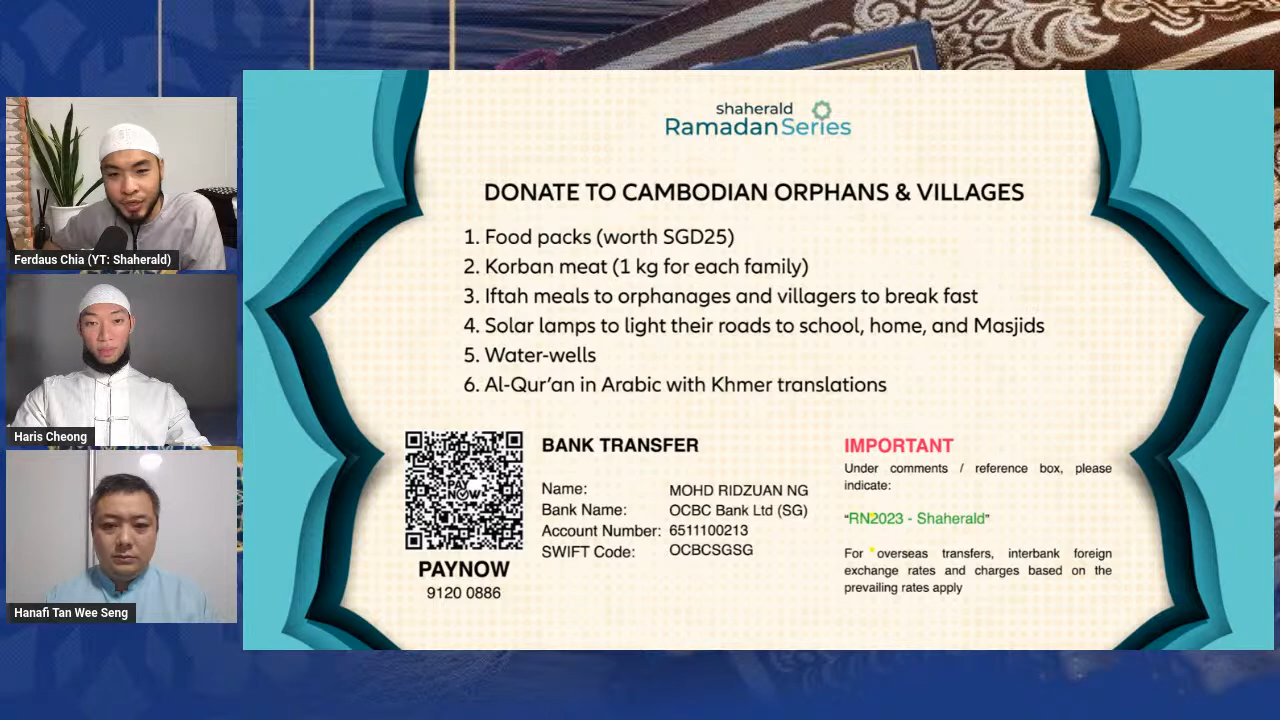 Ferdaus Chia (YT: Shaherald)
Haris Cheong
Hanafi Tan Wee Seng
shaherald
Ramadan Series
DONATE TO CAMBODIAN ORPHANS & VILLAGES
1. Food packs (worth SGD25)
2. Korban meat (1 kg for each family)
3. Iftah meals to orphanages and villagers to break fast
4. Solar lamps to light their roads to school, home, and Masjids
5. Water-wells
6. Al-Qur’an in Arabic with Khmer translations
PAY
NOW
PAYNOW
9120 0886
BANK TRANSFER
Name: MOHD RIDZUAN NG
Bank Name: OCBC Bank Ltd (SG)
Account Number: 6511100213
SWIFT Code: OCBCSGSG
IMPORTANT
Under comments / reference box, please
indicate:
“RN2023 - Shaherald”
For overseas transfers, interbank foreign
exchange rates and charges based on the
prevailing rates apply